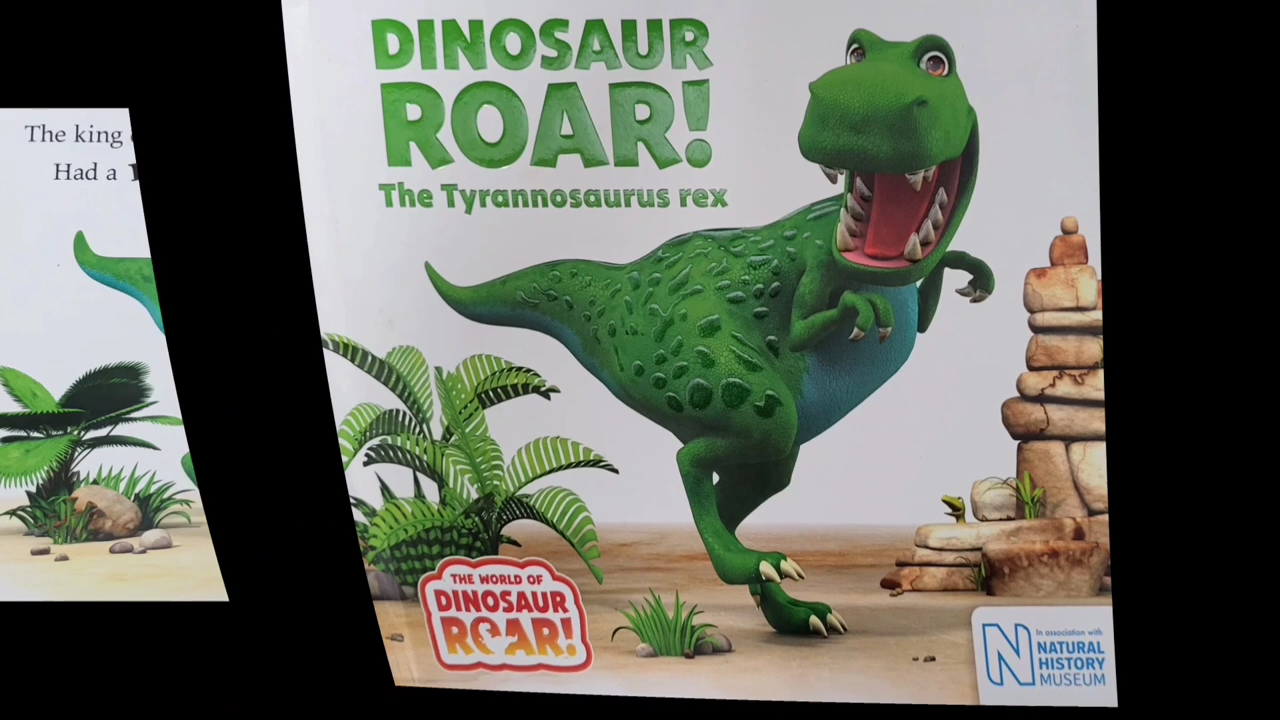 The king
Had a
DINOSAUR
ROAR!
The Tyrannosaurus rex
THE WORLD OF
DINOSAUR
ROAR!
In association with
NATURAL
HISTORY
MUSEUM